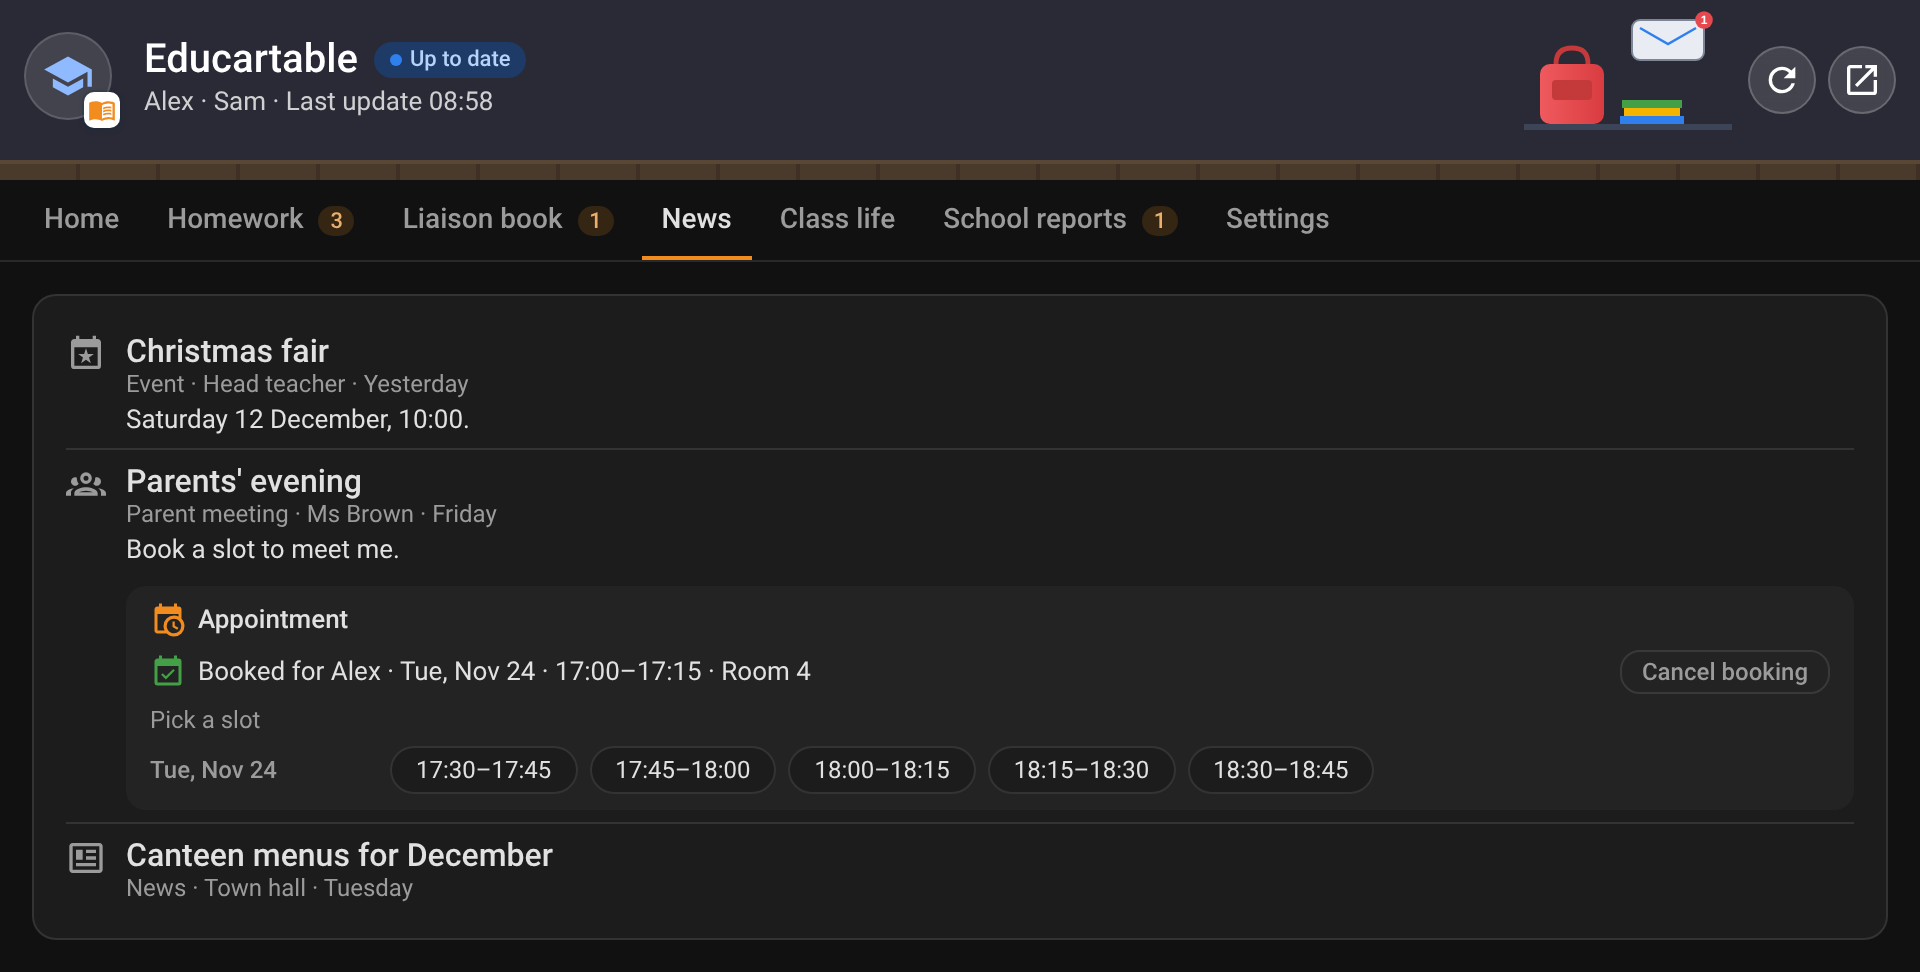 Educartable
Up to date
Alex · Sam · Last update 08:58
1
Home
Homework 3
Liaison book 1
News
Class life
School reports 1
Settings
Christmas fair
Event · Head teacher · Yesterday
Saturday 12 December, 10:00.
Parents' evening
Parent meeting · Ms Brown · Friday
Book a slot to meet me.
Appointment
Booked for Alex · Tue, Nov 24 · 17:00–17:15 · Room 4
Cancel booking
Pick a slot
Tue, Nov 24
17:30–17:45
17:45–18:00
18:00–18:15
18:15–18:30
18:30–18:45
Canteen menus for December
News · Town hall · Tuesday